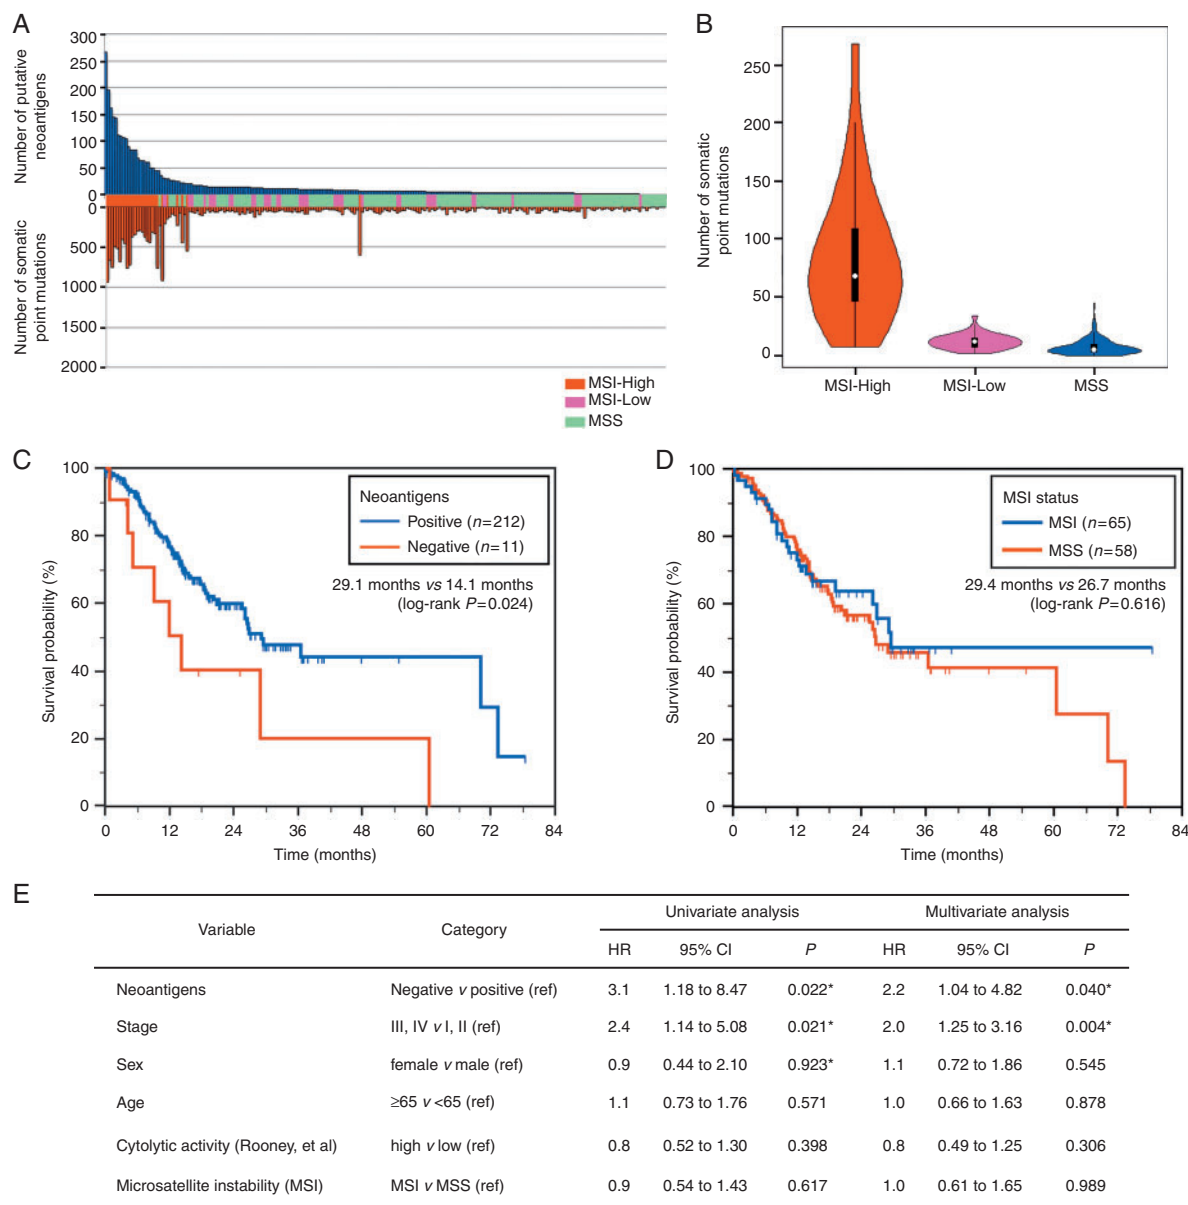 A
Number of putative
neoantigens
300
250
200
150
100
50
0
0
500
1000
1500
2000
Number of somatic
point mutations
MSI-High
MSI-Low
MSS
B
Number of somatic
point mutations
250
200
150
100
50
0
MSI-High MSI-Low MSS
C
Survival probability (%)
100
80
60
40
20
0
Neoantigens
Positive (n=212)
Negative (n=11)
29.1 months vs 14.1 months
(log-rank P=0.024)
0 12 24 36 48 60 72 84
Time (months)
D
Survival probability (%)
100
80
60
40
20
0
MSI status
MSI (n=65)
MSS (n=58)
29.4 months vs 26.7 months
(log-rank P=0.616)
0 12 24 36 48 60 72 84
Time (months)
E
Variable Category Univariate analysis Multivariate analysis
HR 95% CI P HR 95% CI P
Neoantigens Negative v positive (ref) 3.1 1.18 to 8.47 0.022* 2.2 1.04 to 4.82 0.040*
Stage III, IV v I, II (ref) 2.4 1.14 to 5.08 0.021* 2.0 1.25 to 3.16 0.004*
Sex female v male (ref) 0.9 0.44 to 2.10 0.923* 1.1 0.72 to 1.86 0.545
Age ≥65 v <65 (ref) 1.1 0.73 to 1.76 0.571 1.0 0.66 to 1.63 0.878
Cytolytic activity (Rooney, et al) high v low (ref) 0.8 0.52 to 1.30 0.398 0.8 0.49 to 1.25 0.306
Microsatellite instability (MSI) MSI v MSS (ref) 0.9 0.54 to 1.43 0.617 1.0 0.61 to 1.65 0.989